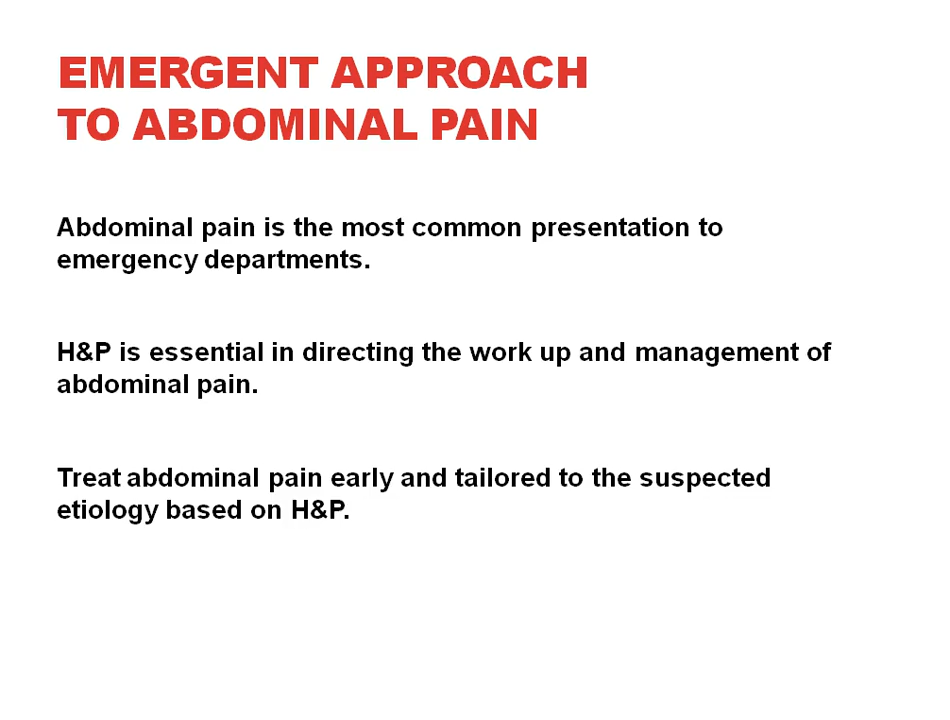 EMERGENT APPROACH
TO ABDOMINAL PAIN
Abdominal pain is the most common presentation to
emergency departments.
H&P is essential in directing the work up and management of
abdominal pain.
Treat abdominal pain early and tailored to the suspected
etiology based on H&P.